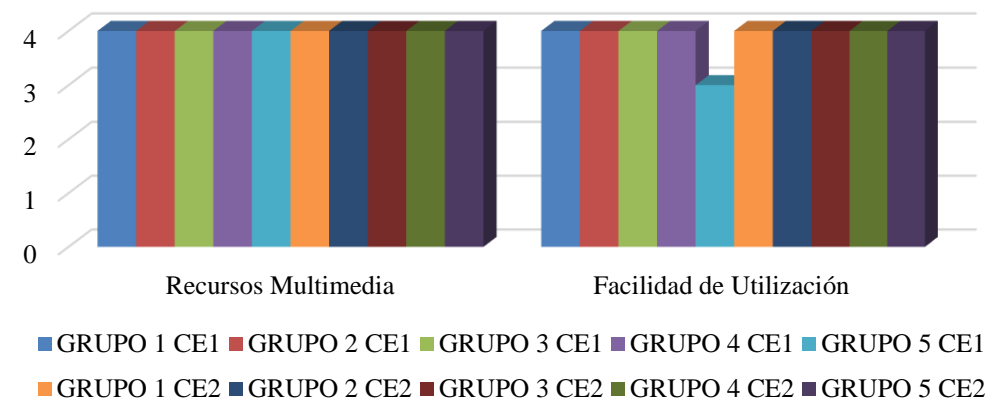 4
3
2
1
0
Recursos Multimedia Facilidad de Utilización
GRUPO 1 CE1 GRUPO 2 CE1 GRUPO 3 CE1 GRUPO 4 CE1 GRUPO 5 CE1
GRUPO 1 CE2 GRUPO 2 CE2 GRUPO 3 CE2 GRUPO 4 CE2 GRUPO 5 CE2